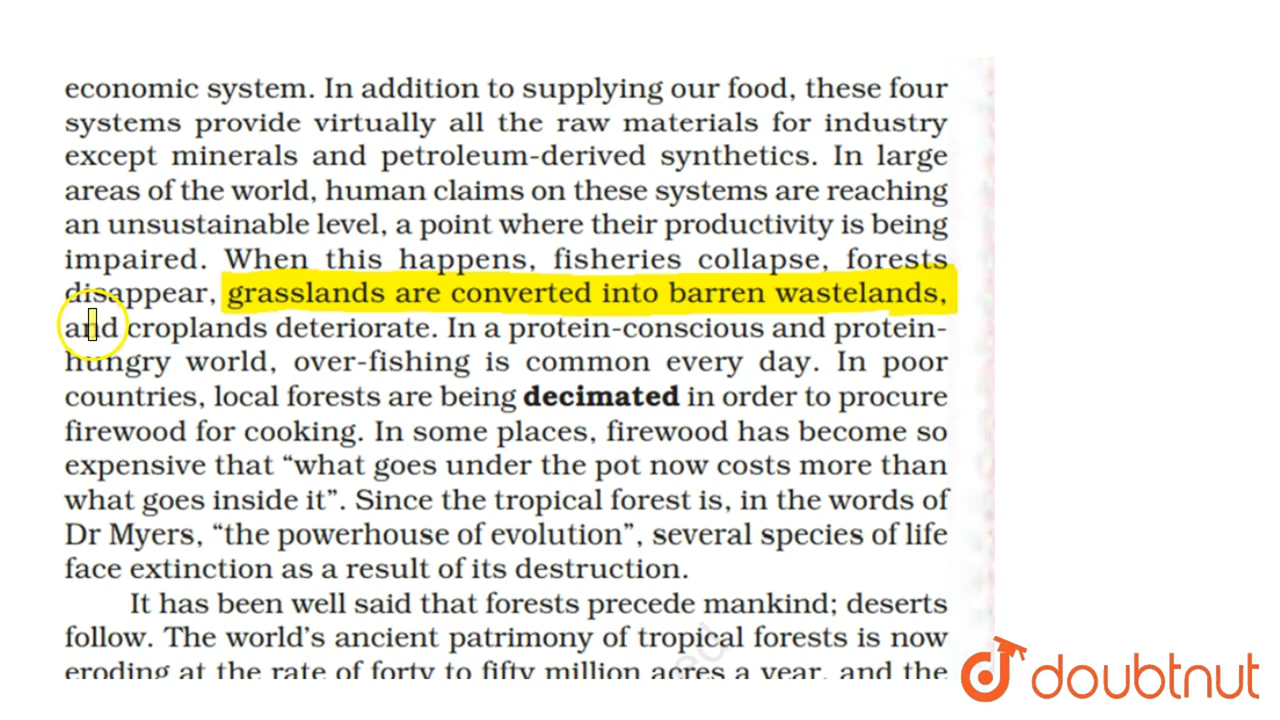 economic system. In addition to supplying our food, these four
systems provide virtually all the raw materials for industry
except minerals and petroleum-derived synthetics. In large
areas of the world, human claims on these systems are reaching
an unsustainable level, a point where their productivity is being
impaired. When this happens, fisheries collapse, forests
disappear, grasslands are converted into barren wastelands,
and croplands deteriorate. In a protein-conscious and protein-
hungry world, over-fishing is common every day. In poor
countries, local forests are being decimated in order to procure
firewood for cooking. In some places, firewood has become so
expensive that “what goes under the pot now costs more than
what goes inside it”. Since the tropical forest is, in the words of
Dr Myers, “the powerhouse of evolution”, several species of life
face extinction as a result of its destruction.
It has been well said that forests precede mankind; deserts
follow. The world’s ancient patrimony of tropical forests is now
eroding at the rate of forty to fifty million acres a year, and the
ed
doubtnut